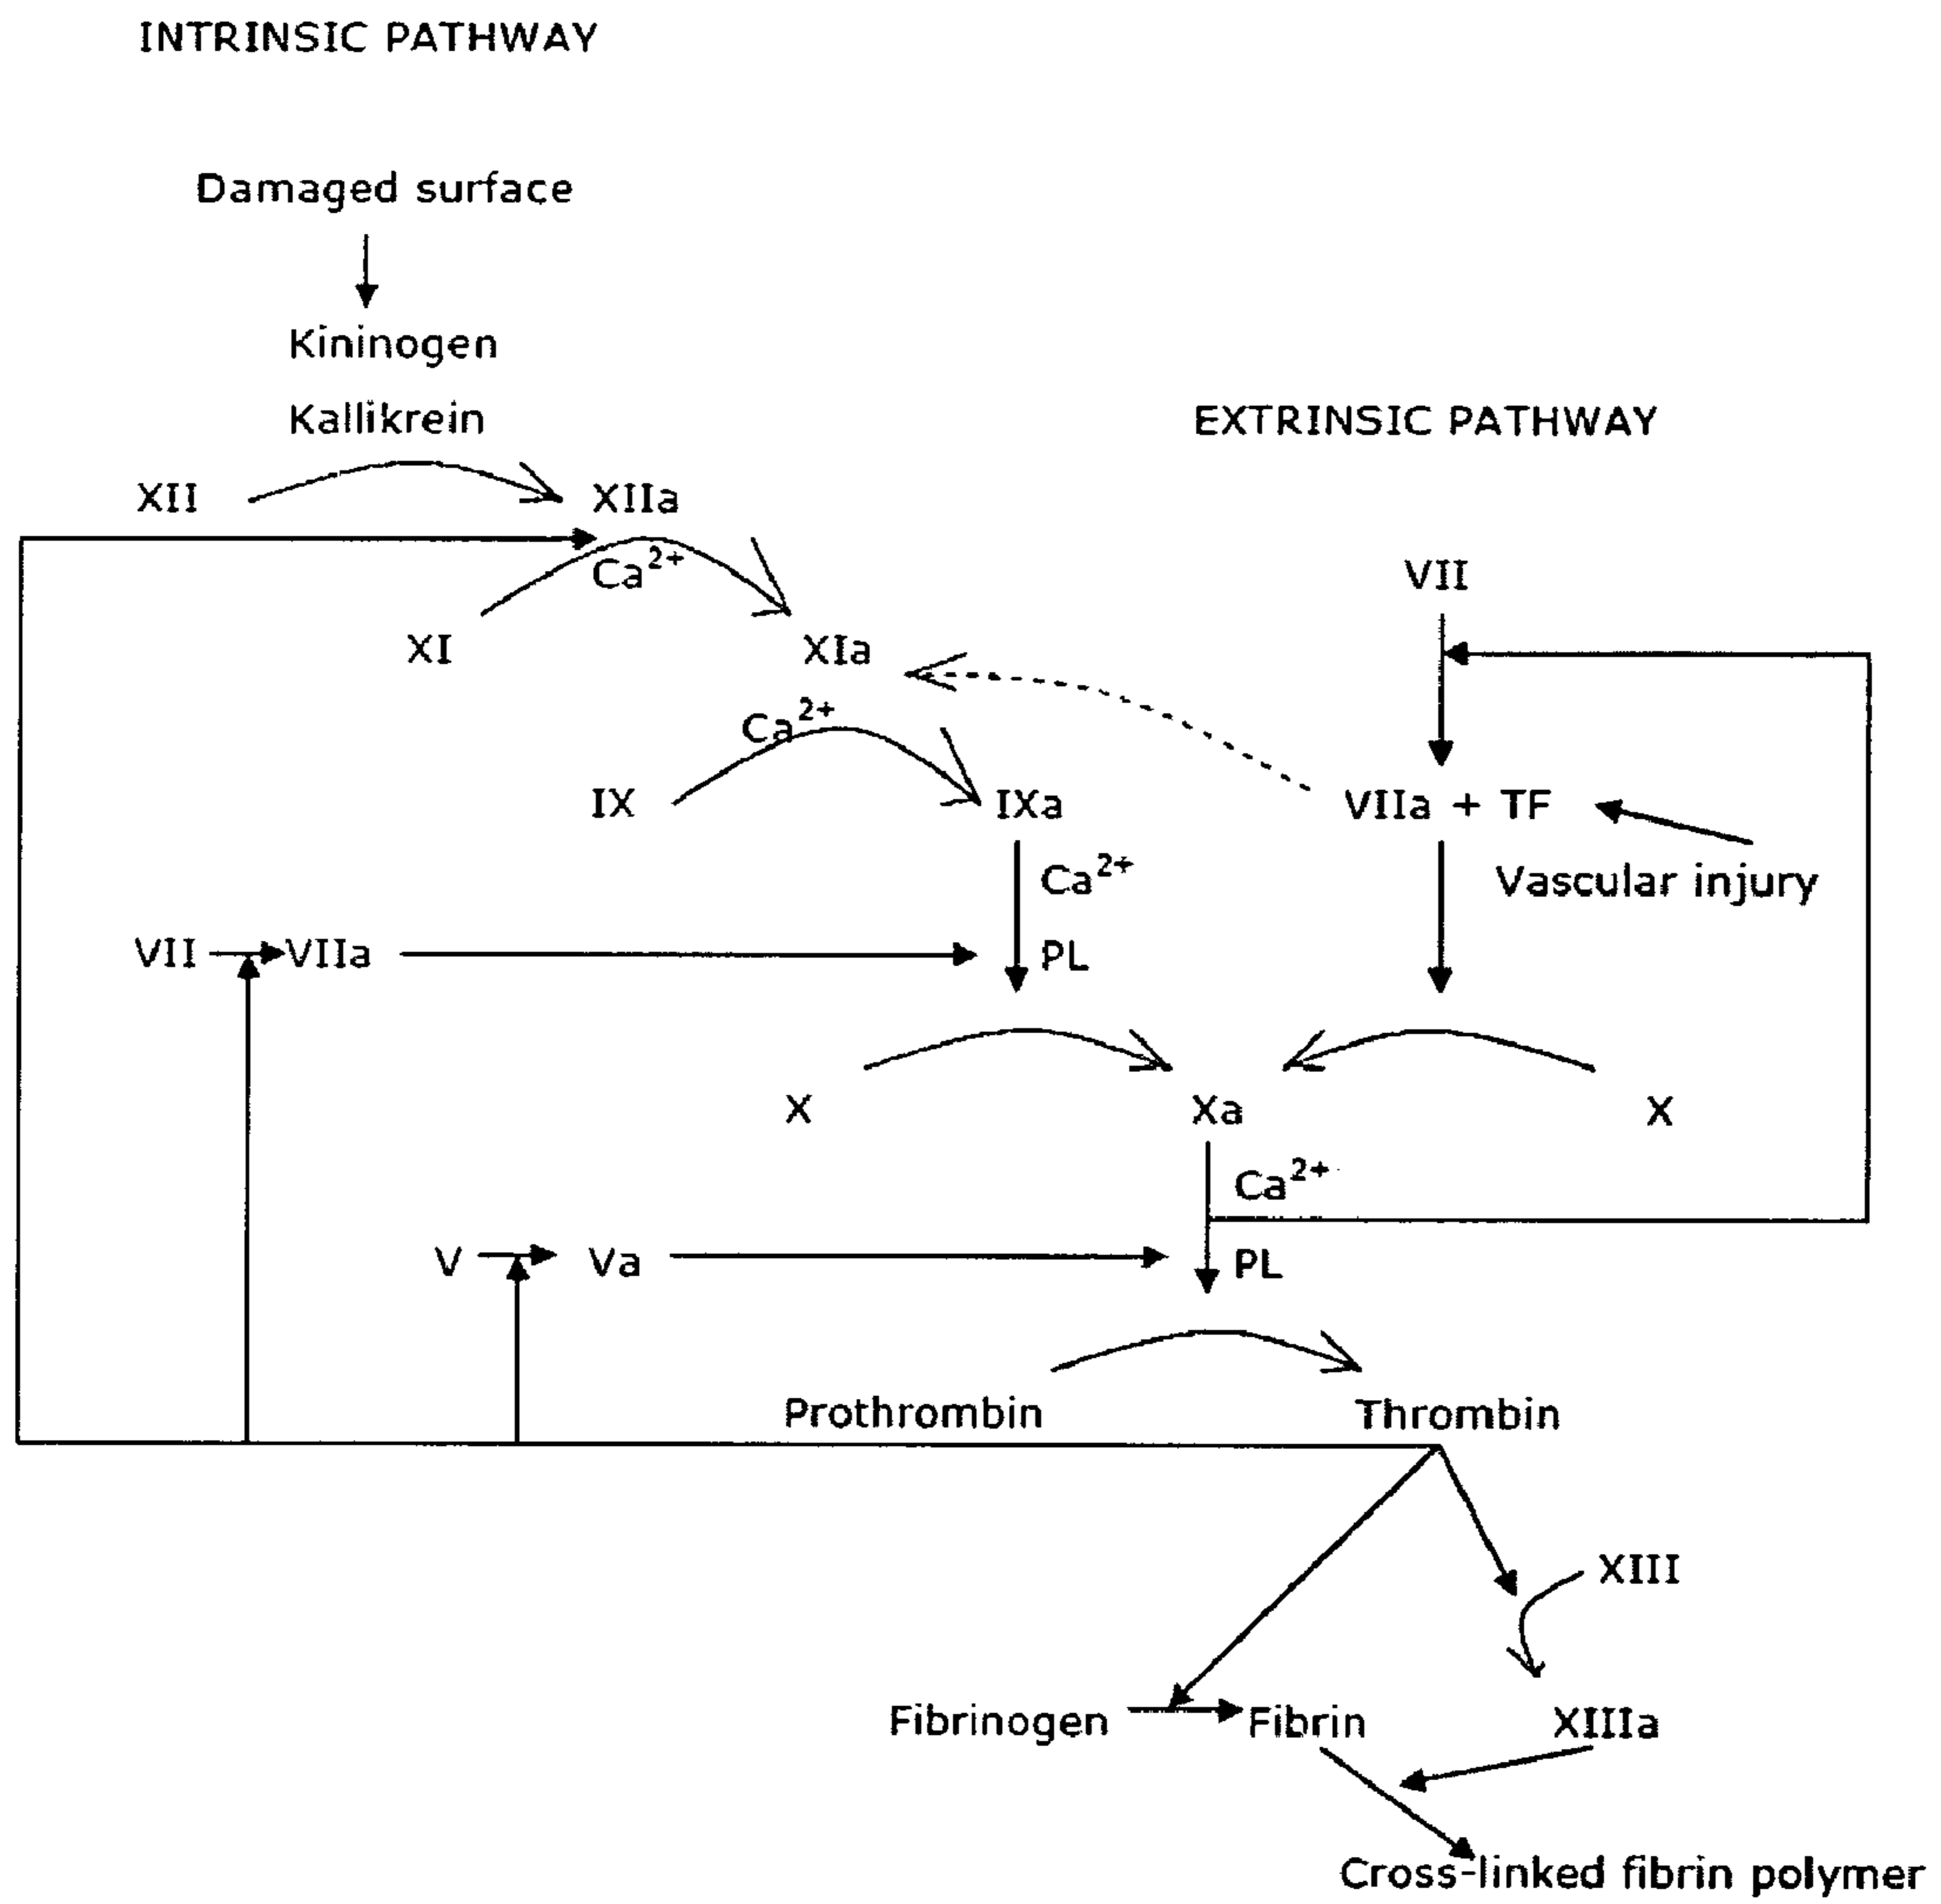 INTRINSIC PATHWAY
Damaged surface
Kininogen
Kallikrein
EXTRINSIC PATHWAY
XII
XIIa
Ca2+
VII
XI
XIa
Ca2+
IX
IXa
VIIa + TF
Ca2+
Vascular injury
VII
VIIa
PL
X
Xa
X
Ca2+
V
Va
PL
Prothrombin
Thrombin
XIII
Fibrinogen
Fibrin
XIIIa
Cross-linked fibrin polymer